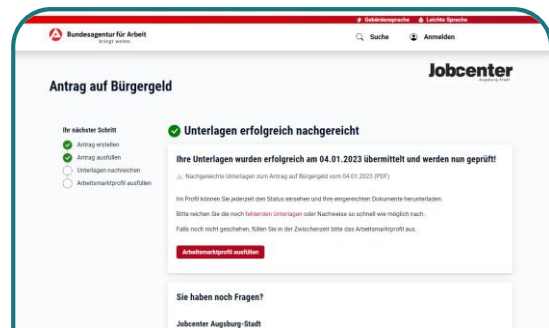 Gebärdensprache Leichte Sprache
Bundesagentur für Arbeit
bringt weiter.
Suche Anmelden
Jobcenter
Augsburg-Stadt
Antrag auf Bürgergeld
Ihr nächster Schritt
Antrag erstellen
Antrag ausfüllen
Unterlagen nachreichen
Arbeitsmarktprofil ausfüllen
Unterlagen erfolgreich nachgereicht
Ihre Unterlagen wurden erfolgreich am 04.01.2023 übermittelt und werden nun geprüft!
Nachgereichte Unterlagen zum Antrag auf Bürgergeld vom 04.01.2023 (PDF)
Im Profil können Sie jederzeit den Status einsehen und Ihre eingereichten Dokumente herunterladen.
Bitte reichen Sie die noch fehlenden Unterlagen oder Nachweise so schnell wie möglich nach.
Falls noch nicht geschehen, füllen Sie in der Zwischenzeit bitte das Arbeitsmarktprofil aus.
Arbeitsmarktprofil ausfüllen
Sie haben noch Fragen?
Jobcenter Augsburg-Stadt